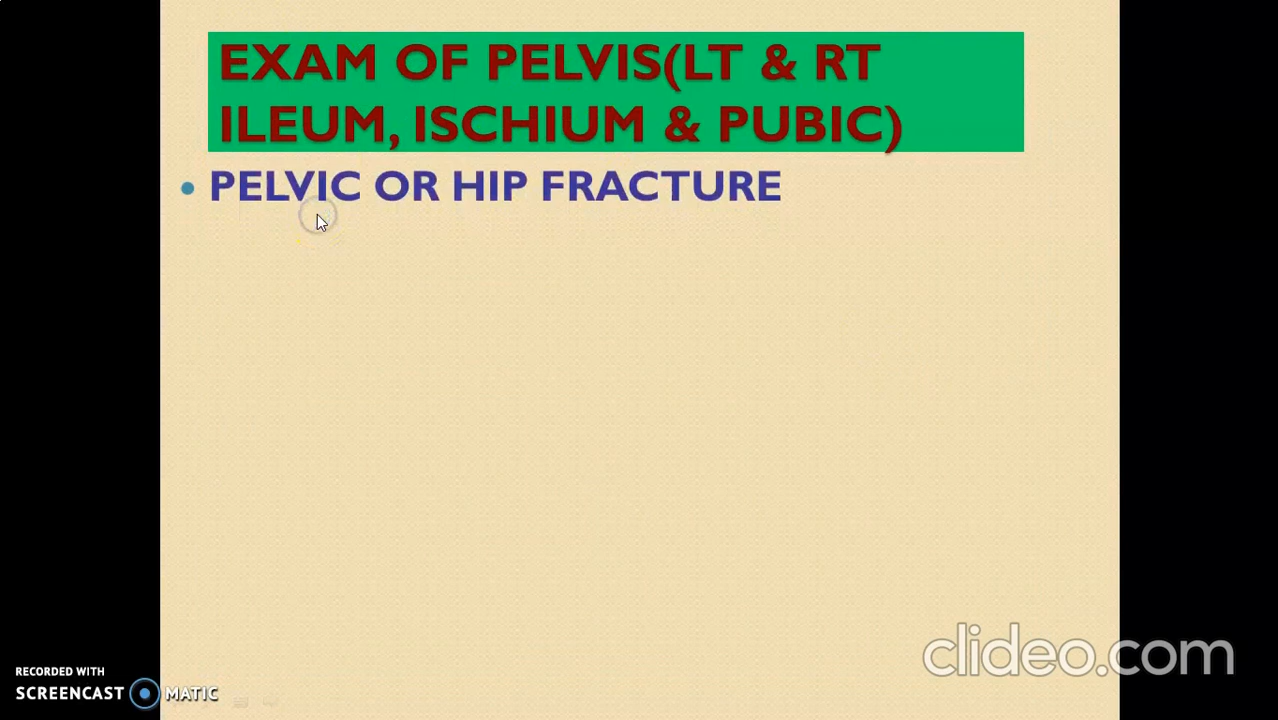 EXAM OF PELVIS(LT & RT
ILEUM, ISCHIUM & PUBIC)
• PELVIC OR HIP FRACTURE
clideo.com
RECORDED WITH
SCREENCAST MATIC